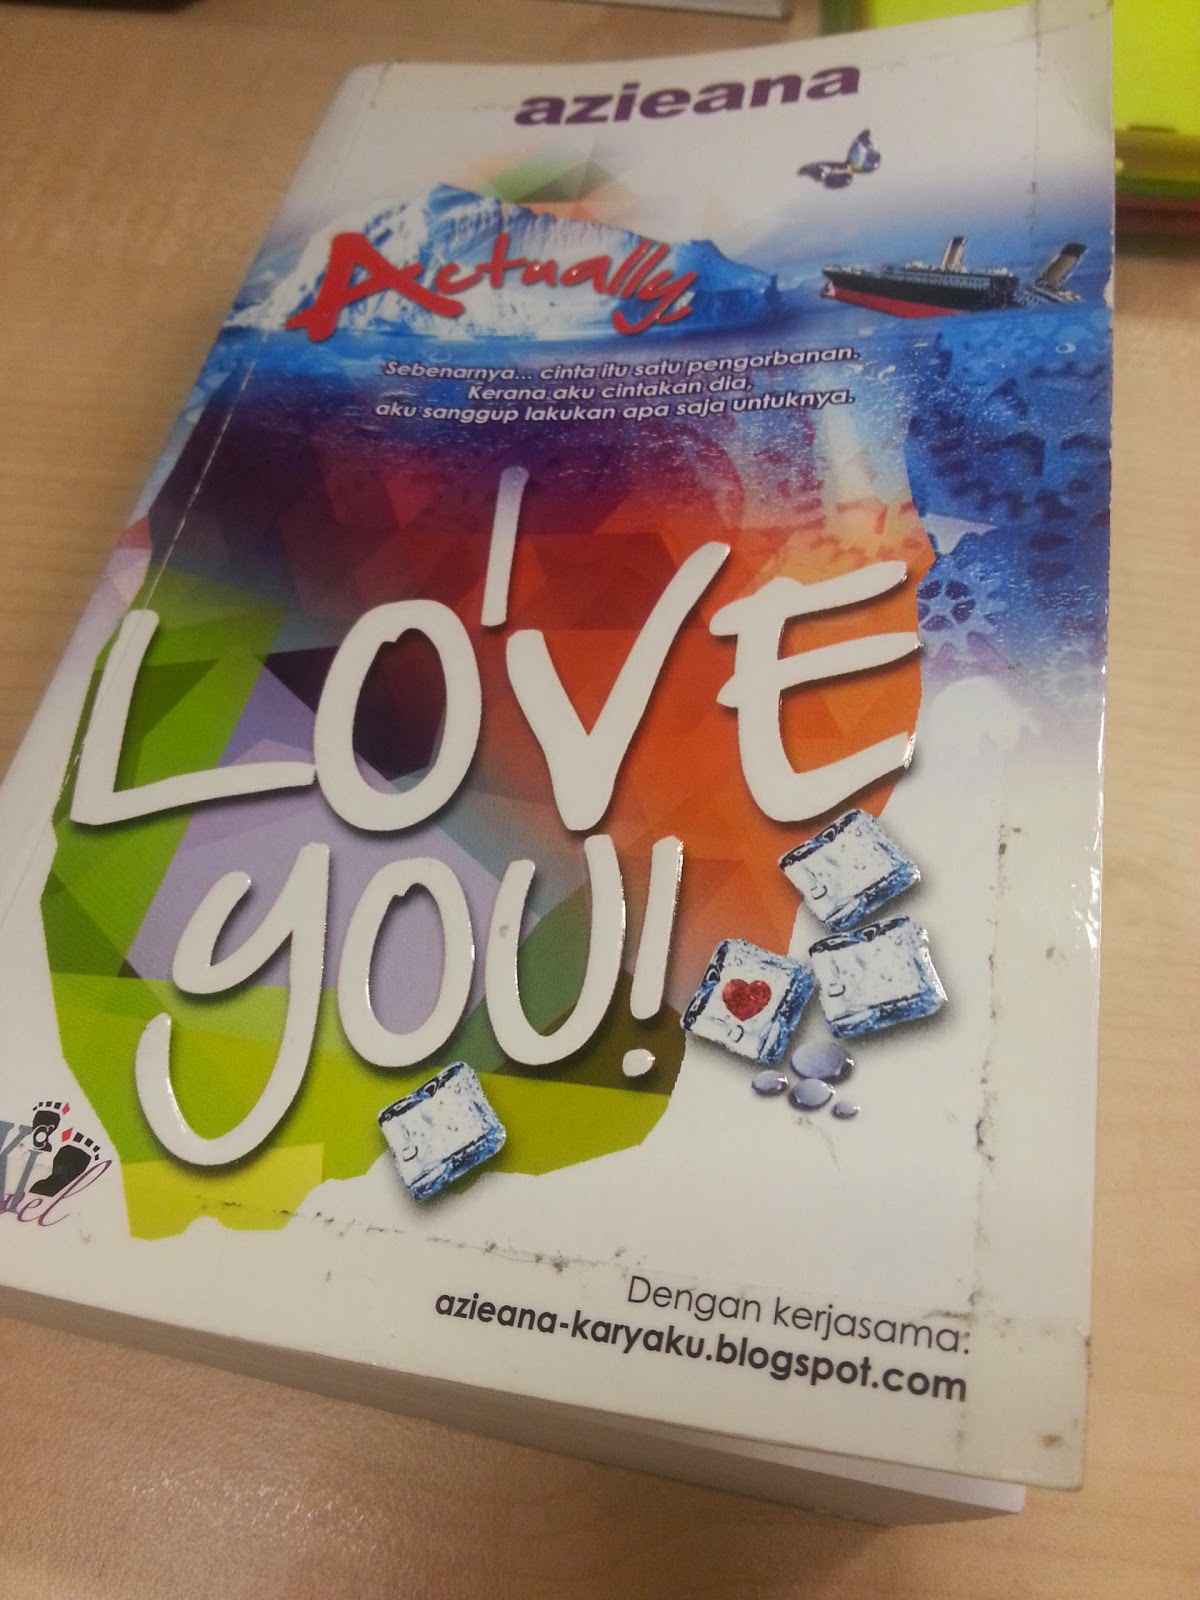 azieana
Actually,
Sebenarnya... cinta itu satu pengorbanan.
Kerana aku cintakan dia,
aku sanggup lakukan apa saja untuknya.
I
LOVE
YOU!
Dengan kerjasama:
azieana-karyaku.blogspot.com